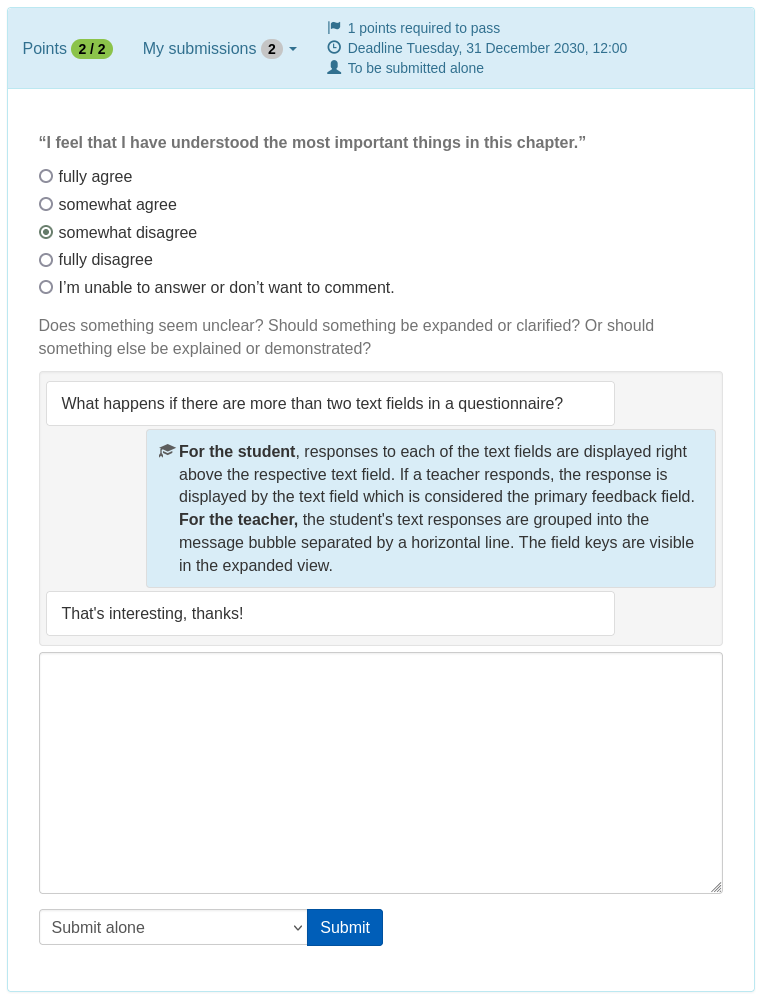 Points 2 / 2
My submissions 2
1 points required to pass
Deadline Tuesday, 31 December 2030, 12:00
To be submitted alone
“I feel that I have understood the most important things in this chapter.”
fully agree
somewhat agree
somewhat disagree
fully disagree
I’m unable to answer or don’t want to comment.
Does something seem unclear? Should something be expanded or clarified? Or should
something else be explained or demonstrated?
What happens if there are more than two text fields in a questionnaire?
For the student, responses to each of the text fields are displayed right
above the respective text field. If a teacher responds, the response is
displayed by the text field which is considered the primary feedback field.
For the teacher, the student's text responses are grouped into the
message bubble separated by a horizontal line. The field keys are visible
in the expanded view.
That's interesting, thanks!
Submit alone
Submit